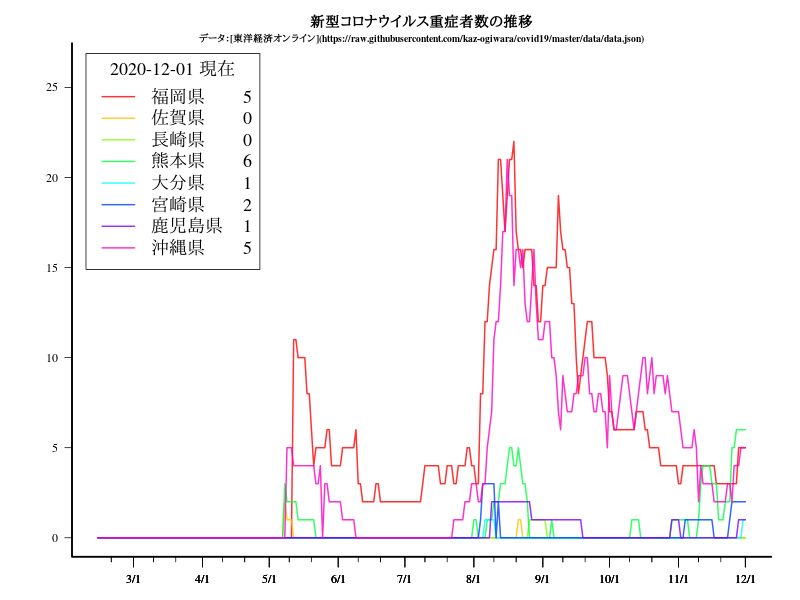 新型コロナウイルス重症者数の推移
データ：[東洋経済オンライン](https://raw.githubusercontent.com/kaz-ogiwara/covid19/master/data/data.json)
2020-12-01 現在
福岡県 5
佐賀県 0
長崎県 0
熊本県 6
大分県 1
宮崎県 2
鹿児島県 1
沖縄県 5
25
20
15
10
5
0
3/1 4/1 5/1 6/1 7/1 8/1 9/1 10/1 11/1 12/1